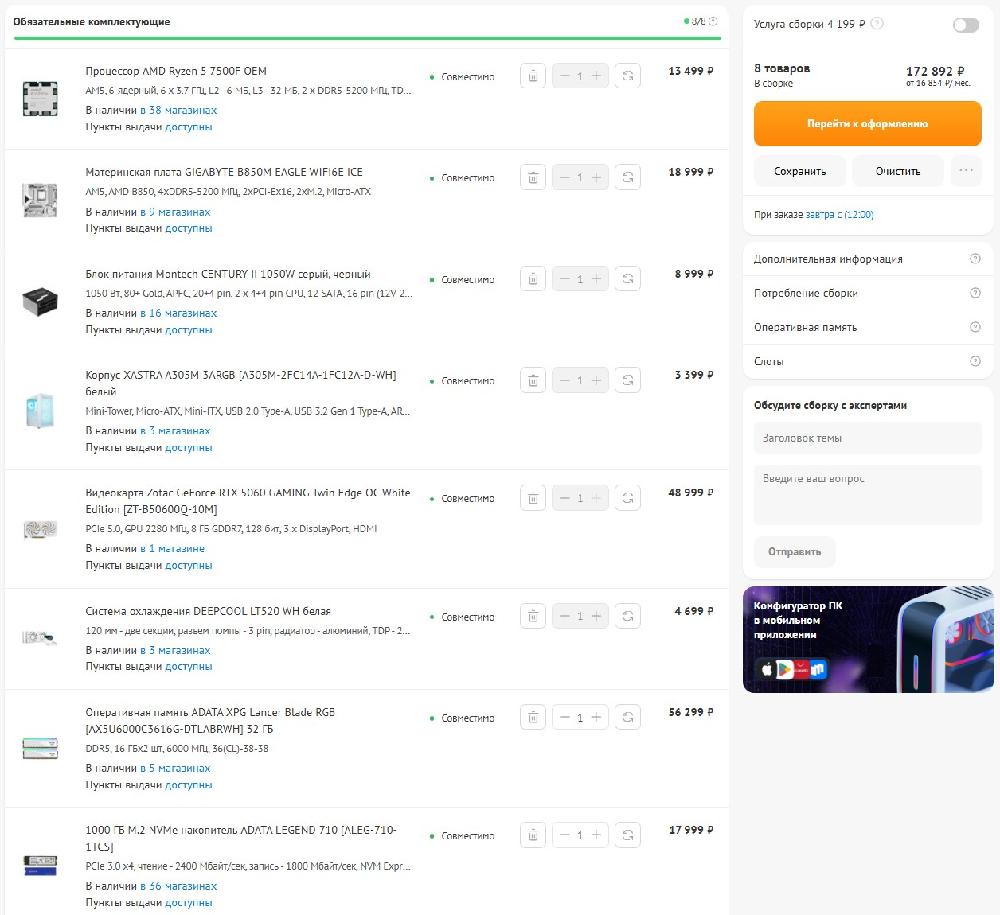 Обязательные комплектующие
8/8
Процессор AMD Ryzen 5 7500F OEM
AM5, 6-ядерный, 6 x 3.7 ГГц, L2 - 6 МБ, L3 - 32 МБ, 2 x DDR5-5200 МГц, TD...
В наличии в 38 магазинах
Пункты выдачи доступны
Совместимо
1
13 499 ₽
Материнская плата GIGABYTE B850M EAGLE WIFI6E ICE
AM5, AMD B850, 4xDDR5-5200 МГц, 2xPCI-Ex16, 2xM.2, Micro-ATX
В наличии в 9 магазинах
Пункты выдачи доступны
Совместимо
1
18 999 ₽
Блок питания Montech CENTURY II 1050W серый, черный
1050 Вт, 80+ Gold, APFC, 20+4 pin, 2 x 4+4 pin CPU, 12 SATA, 16 pin (12V-2...
В наличии в 16 магазинах
Пункты выдачи доступны
Совместимо
1
8 999 ₽
Корпус XASTRA A305M 3ARGB [A305M-2FC14A-1FC12A-D-WH]
белый
Mini-Tower, Micro-ATX, Mini-ITX, USB 2.0 Type-A, USB 3.2 Gen 1 Type-A, AR...
В наличии в 3 магазинах
Пункты выдачи доступны
Совместимо
1
3 399 ₽
Видеокарта Zotac GeForce RTX 5060 GAMING Twin Edge OC White
Edition [ZT-B50600Q-10M]
PCIe 5.0, GPU 2280 МГц, 8 ГБ GDDR7, 128 бит, 3 x DisplayPort, HDMI
В наличии в 1 магазине
Пункты выдачи доступны
Совместимо
1
48 999 ₽
Система охлаждения DEEPCOOL LT520 WH белая
120 мм - две секции, разъем помпы - 3 pin, радиатор - алюминий, TDP - 2...
В наличии в 3 магазинах
Пункты выдачи доступны
Совместимо
1
4 699 ₽
Оперативная память ADATA XPG Lancer Blade RGB
[AX5U6000C3616G-DTLABRWH] 32 ГБ
DDR5, 16 ГБx2 шт, 6000 МГц, 36(CL)-38-38
В наличии в 5 магазинах
Пункты выдачи доступны
Совместимо
1
56 299 ₽
1000 ГБ M.2 NVMe накопитель ADATA LEGEND 710 [ALEG-710-
1TCS]
PCIe 3.0 x4, чтение - 2400 Мбайт/сек, запись - 1800 Мбайт/сек, NVM Expr...
В наличии в 36 магазинах
Пункты выдачи доступны
Совместимо
1
17 999 ₽
Услуга сборки 4 199 ₽
8 товаров
В сборке
172 892 ₽
от 16 854 ₽/ мес.
Перейти к оформлению
Сохранить
Очистить
При заказе завтра с (12:00)
Дополнительная информация
Потребление сборки
Оперативная память
Слоты
Обсудите сборку с экспертами
Заголовок темы
Введите ваш вопрос
Отправить
Конфигуратор ПК
в мобильном
приложении